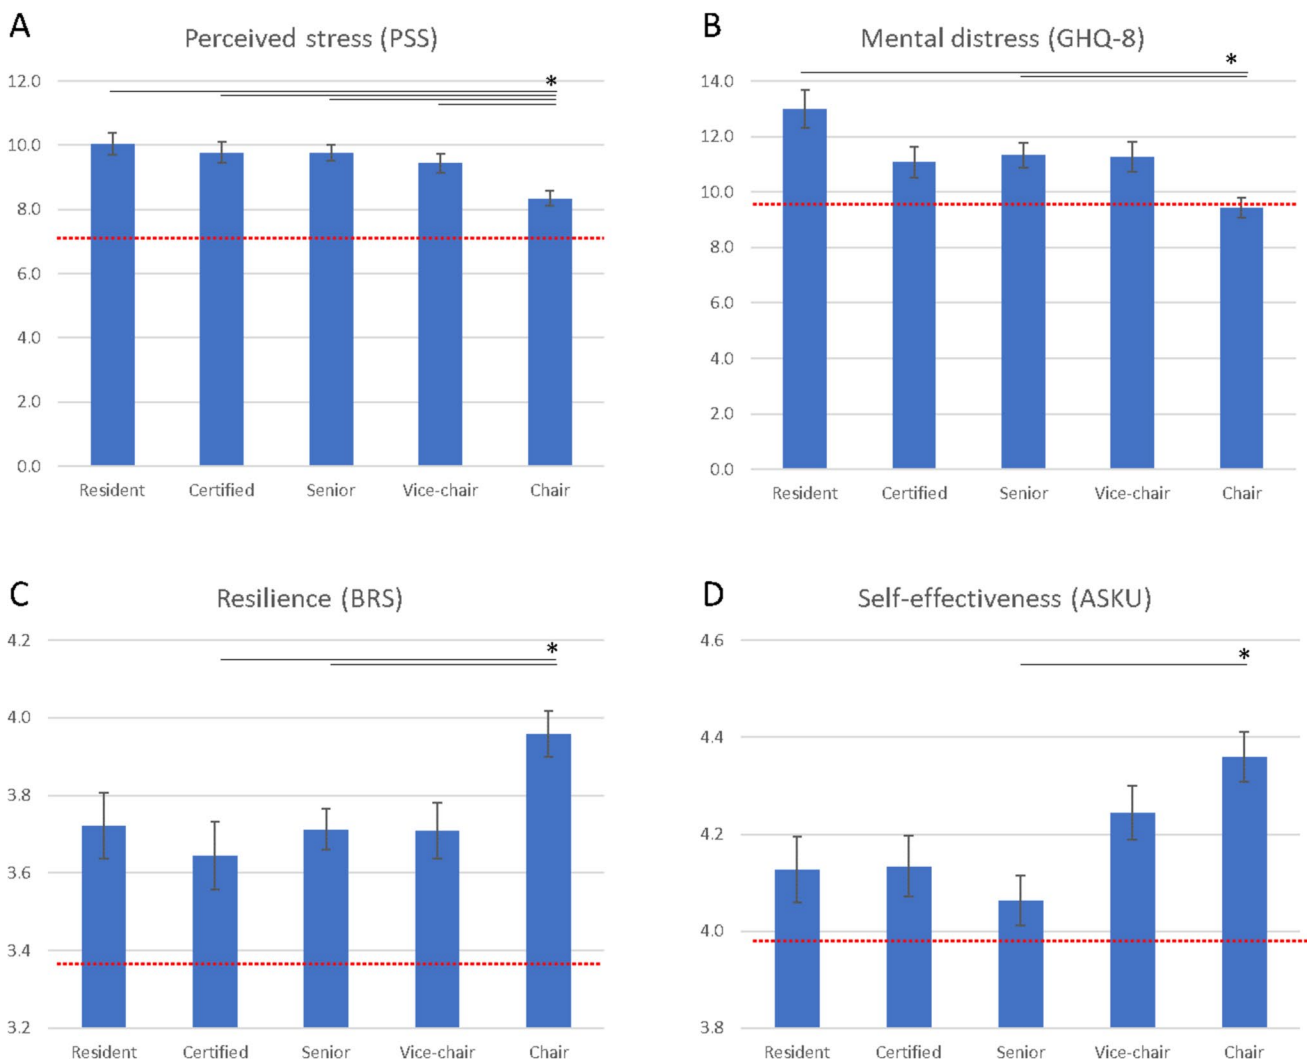 A
Perceived stress (PSS)
12.0
10.0
8.0
6.0
4.0
2.0
0.0
*
Resident Certified Senior Vice-chair Chair
B
Mental distress (GHQ-8)
14.0
12.0
10.0
8.0
6.0
4.0
2.0
0.0
*
Resident Certified Senior Vice-chair Chair
C
Resilience (BRS)
4.2
4.0
3.8
3.6
3.4
3.2
*
Resident Certified Senior Vice-chair Chair
D
Self-effectiveness (ASKU)
4.6
4.4
4.2
4.0
3.8
*
Resident Certified Senior Vice-chair Chair